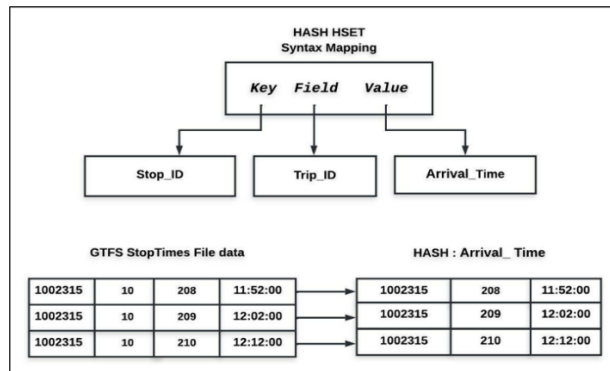 HASH HSET
Syntax Mapping
Key Field Value
Stop_ID Trip_ID Arrival_Time
GTFS StopTimes File data HASH : Arrival_ Time
1002315 10 208 11:52:00 1002315 208 11:52:00
1002315 10 209 12:02:00 1002315 209 12:02:00
1002315 10 210 12:12:00 1002315 210 12:12:00